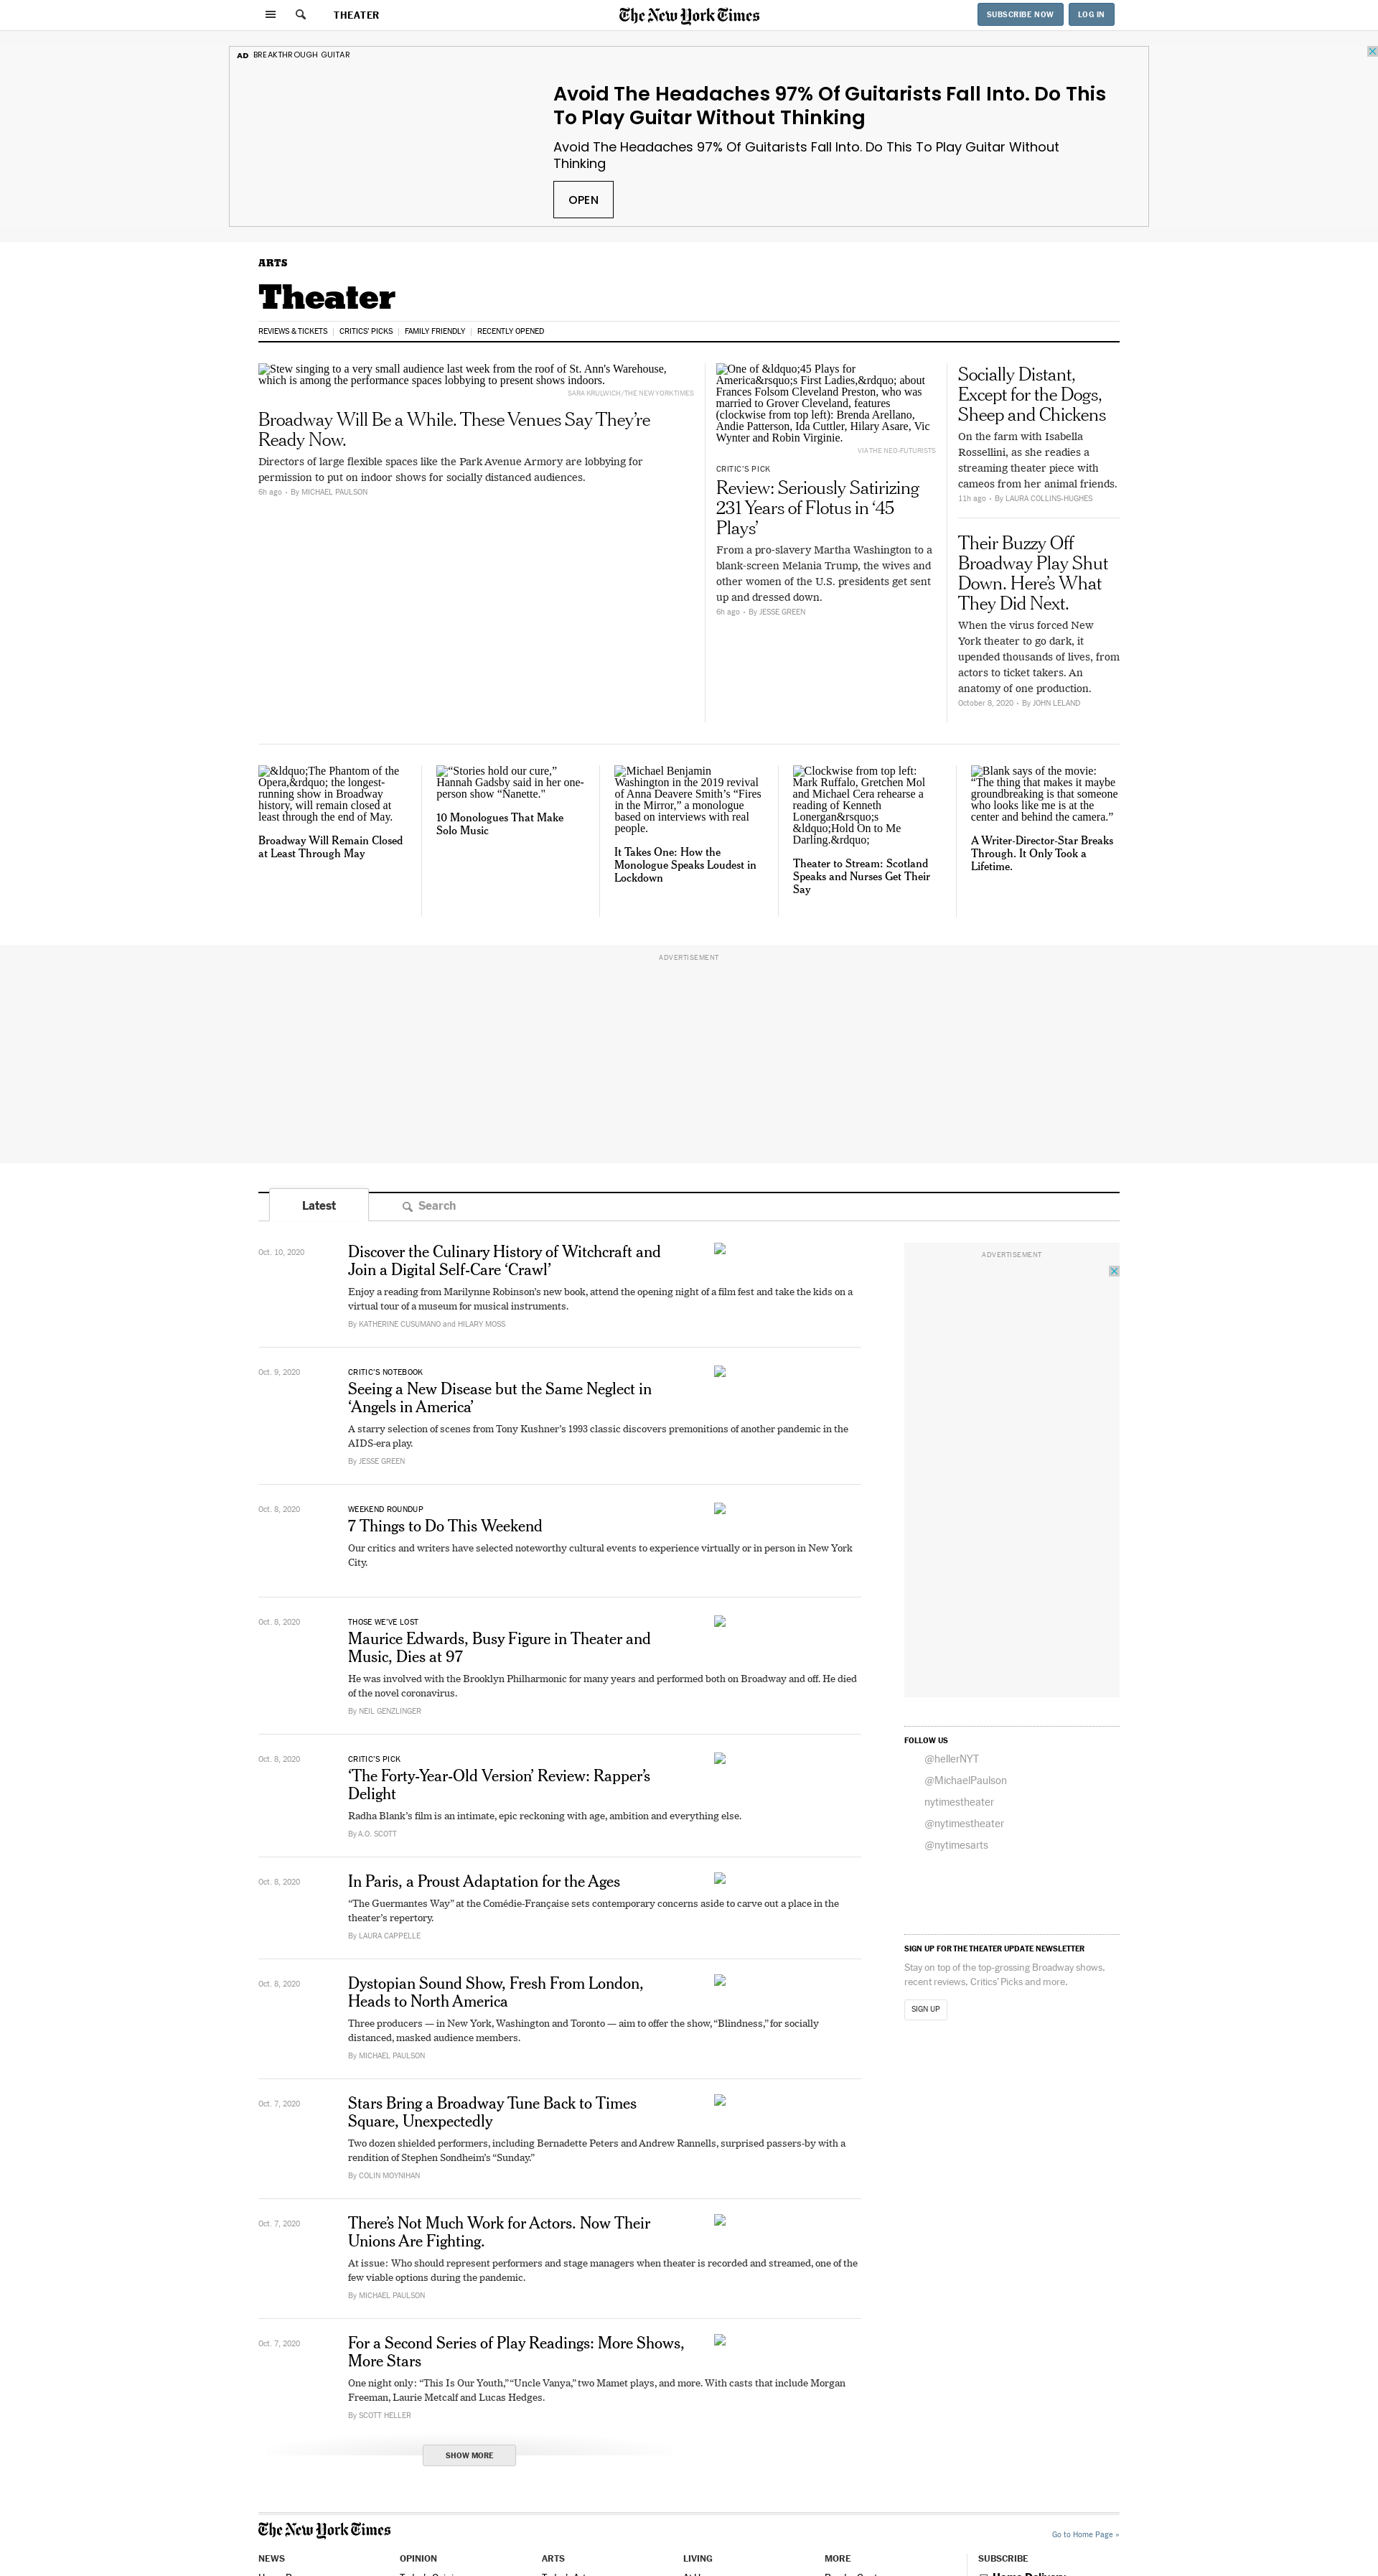 THEATER
The New York Times
SUBSCRIBE NOW
LOG IN
AD BREAKTHROUGH GUITAR
Avoid The Headaches 97% Of Guitarists Fall Into. Do This
To Play Guitar Without Thinking
Avoid The Headaches 97% Of Guitarists Fall Into. Do This To Play Guitar Without
Thinking
OPEN
ARTS
Theater
REVIEWS & TICKETS
CRITICS' PICKS
FAMILY FRIENDLY
RECENTLY OPENED
Stew singing to a very small audience last week from the roof of St. Ann's Warehouse,
which is among the performance spaces lobbying to present shows indoors.
SARA KRULWICH/THE NEW YORK TIMES
Broadway Will Be a While. These Venues Say They’re
Ready Now.
Directors of large flexible spaces like the Park Avenue Armory are lobbying for
permission to put on indoor shows for socially distanced audiences.
6h ago • By MICHAEL PAULSON
One of &ldquo;45 Plays for
America&rsquo;s First Ladies,&rdquo; about
Frances Folsom Cleveland Preston, who was
married to Grover Cleveland, features
(clockwise from top left): Brenda Arellano,
Andie Patterson, Ida Cuttler, Hilary Asare, Vic
Wynter and Robin Virginie.
VIA THE NEO-FUTURISTS
CRITIC’S PICK
Review: Seriously Satirizing
231 Years of Flotus in ‘45
Plays’
From a pro-slavery Martha Washington to a
blank-screen Melania Trump, the wives and
other women of the U.S. presidents get sent
up and dressed down.
6h ago • By JESSE GREEN
Socially Distant,
Except for the Dogs,
Sheep and Chickens
On the farm with Isabella
Rossellini, as she readies a
streaming theater piece with
cameos from her animal friends.
11h ago • By LAURA COLLINS-HUGHES
Their Buzzy Off
Broadway Play Shut
Down. Here’s What
They Did Next.
When the virus forced New
York theater to go dark, it
upended thousands of lives, from
actors to ticket takers. An
anatomy of one production.
October 8, 2020 • By JOHN LELAND
&ldquo;The Phantom of the
Opera,&rdquo; the longest-
running show in Broadway
history, will remain closed at
least through the end of May.
Broadway Will Remain Closed
at Least Through May
“Stories hold our cure,”
Hannah Gadsby said in her one-
person show “Nanette."
10 Monologues That Make
Solo Music
Michael Benjamin
Washington in the 2019 revival
of Anna Deavere Smith’s “Fires
in the Mirror,” a monologue
based on interviews with real
people.
It Takes One: How the
Monologue Speaks Loudest in
Lockdown
Clockwise from top left:
Mark Ruffalo, Gretchen Mol
and Michael Cera rehearse a
reading of Kenneth
Lonergan&rsquo;s
&ldquo;Hold On to Me
Darling.&rdquo;
Theater to Stream: Scotland
Speaks and Nurses Get Their
Say
Blank says of the movie:
“The thing that makes it maybe
groundbreaking is that someone
who looks like me is at the
center and behind the camera.”
A Writer-Director-Star Breaks
Through. It Only Took a
Lifetime.
ADVERTISEMENT
Latest
Search
Oct. 10, 2020
Discover the Culinary History of Witchcraft and
Join a Digital Self-Care ‘Crawl’
Enjoy a reading from Marilynne Robinson’s new book, attend the opening night of a film fest and take the kids on a
virtual tour of a museum for musical instruments.
By KATHERINE CUSUMANO and HILARY MOSS
Oct. 9, 2020
CRITIC’S NOTEBOOK
Seeing a New Disease but the Same Neglect in
‘Angels in America’
A starry selection of scenes from Tony Kushner’s 1993 classic discovers premonitions of another pandemic in the
AIDS-era play.
By JESSE GREEN
Oct. 8, 2020
WEEKEND ROUNDUP
7 Things to Do This Weekend
Our critics and writers have selected noteworthy cultural events to experience virtually or in person in New York
City.
Oct. 8, 2020
THOSE WE’VE LOST
Maurice Edwards, Busy Figure in Theater and
Music, Dies at 97
He was involved with the Brooklyn Philharmonic for many years and performed both on Broadway and off. He died
of the novel coronavirus.
By NEIL GENZLINGER
Oct. 8, 2020
CRITIC’S PICK
‘The Forty-Year-Old Version’ Review: Rapper’s
Delight
Radha Blank’s film is an intimate, epic reckoning with age, ambition and everything else.
By A.O. SCOTT
Oct. 8, 2020
In Paris, a Proust Adaptation for the Ages
“The Guermantes Way” at the Comédie-Française sets contemporary concerns aside to carve out a place in the
theater’s repertory.
By LAURA CAPPELLE
Oct. 8, 2020
Dystopian Sound Show, Fresh From London,
Heads to North America
Three producers — in New York, Washington and Toronto — aim to offer the show, “Blindness,” for socially
distanced, masked audience members.
By MICHAEL PAULSON
Oct. 7, 2020
Stars Bring a Broadway Tune Back to Times
Square, Unexpectedly
Two dozen shielded performers, including Bernadette Peters and Andrew Rannells, surprised passers-by with a
rendition of Stephen Sondheim’s “Sunday.”
By COLIN MOYNIHAN
Oct. 7, 2020
There’s Not Much Work for Actors. Now Their
Unions Are Fighting.
At issue: Who should represent performers and stage managers when theater is recorded and streamed, one of the
few viable options during the pandemic.
By MICHAEL PAULSON
Oct. 7, 2020
For a Second Series of Play Readings: More Shows,
More Stars
One night only: “This Is Our Youth,” “Uncle Vanya,” two Mamet plays, and more. With casts that include Morgan
Freeman, Laurie Metcalf and Lucas Hedges.
By SCOTT HELLER
SHOW MORE
ADVERTISEMENT
FOLLOW US
@hellerNYT
@MichaelPaulson
nytimestheater
@nytimestheater
@nytimesarts
SIGN UP FOR THE THEATER UPDATE NEWSLETTER
Stay on top of the top-grossing Broadway shows,
recent reviews, Critics’ Picks and more.
SIGN UP
The New York Times
Go to Home Page »
NEWS
OPINION
ARTS
LIVING
MORE
SUBSCRIBE